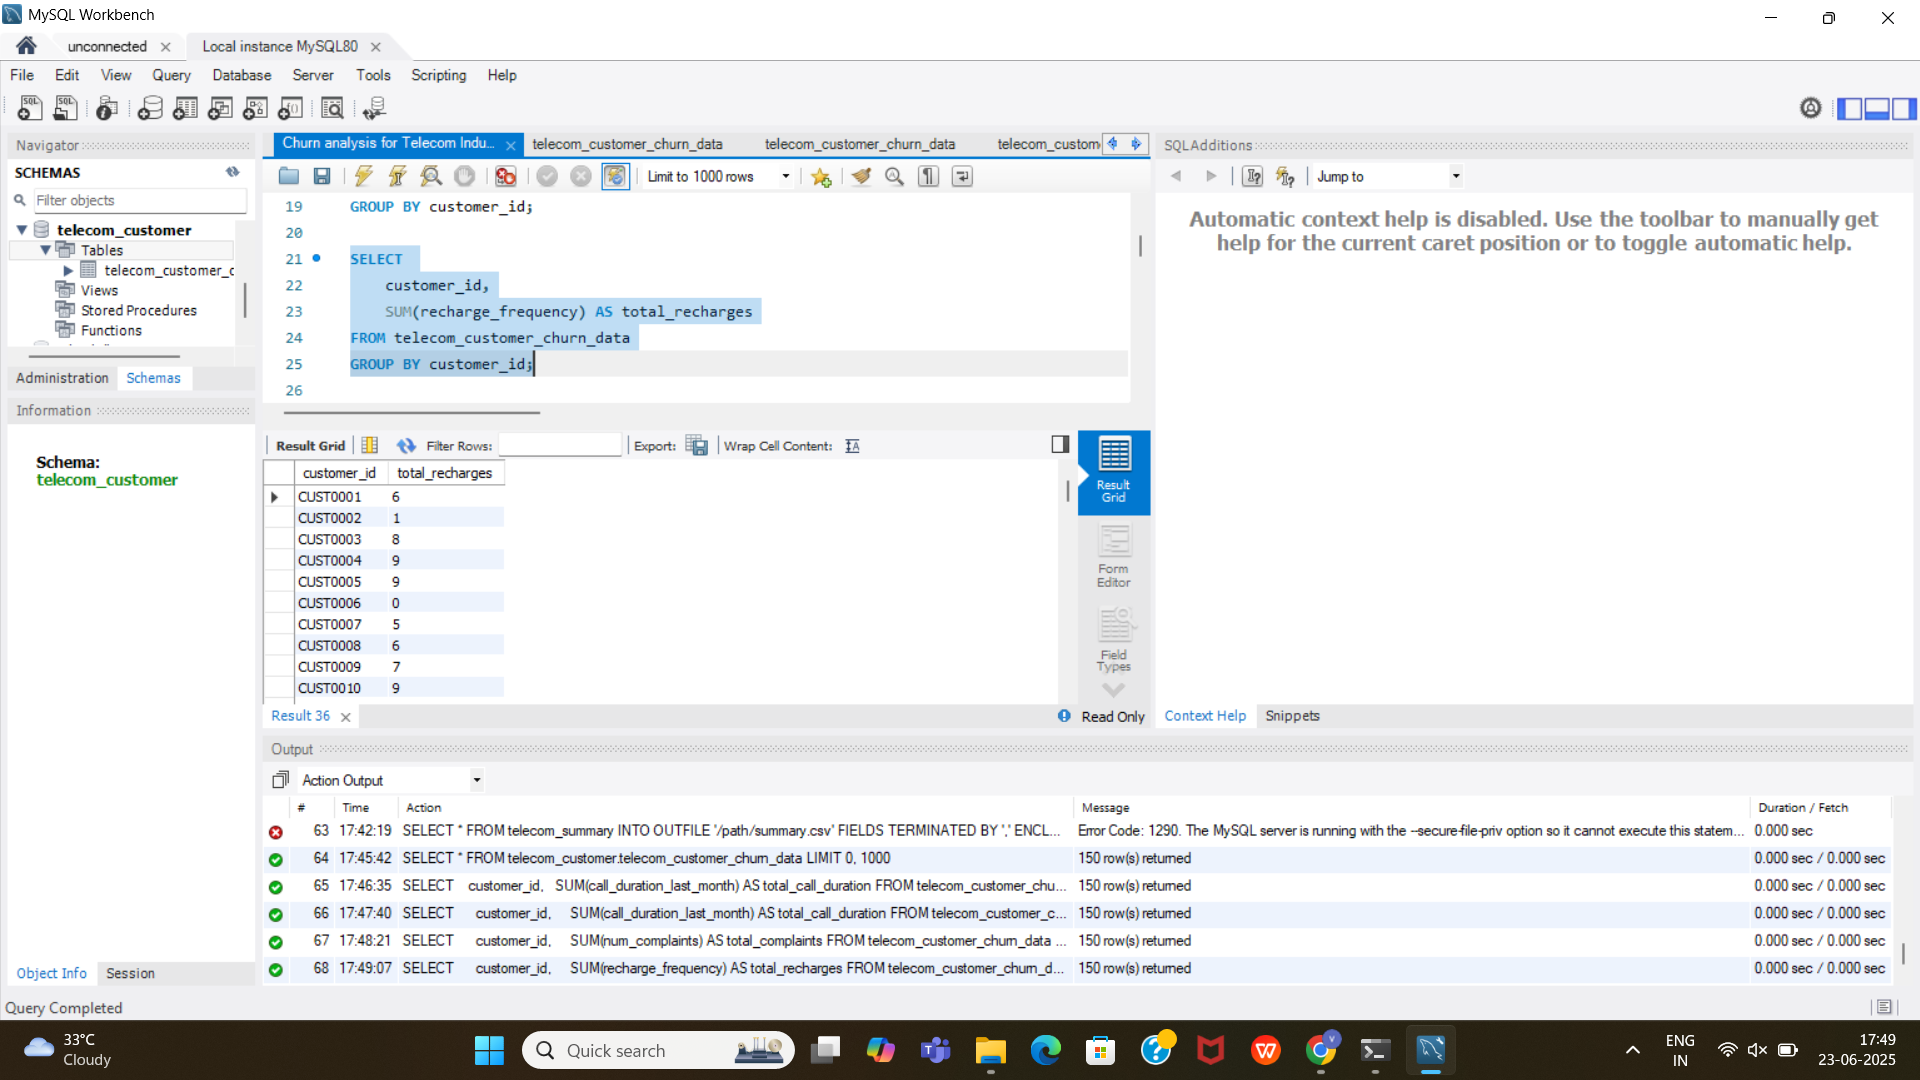 MySQL Workbench
unconnected
Local instance MySQL80
File Edit View Query Database Server Tools Scripting Help
Navigator
SCHEMAS
Filter objects
telecom_customer
Tables
telecom_customer_c
Views
Stored Procedures
Functions
Administration Schemas
Information
Schema:
telecom_customer
Object Info Session
Query Completed
Churn analysis for Telecom Indu... telecom_customer_churn_data telecom_customer_churn_data telecom_custom
Limit to 1000 rows
19 GROUP BY customer_id;
20
21 SELECT
22 customer_id,
23 SUM(recharge_frequency) AS total_recharges
24 FROM telecom_customer_churn_data
25 GROUP BY customer_id;
26
Result Grid Filter Rows: Export: Wrap Cell Content:
customer_id total_recharges
CUST0001 6
CUST0002 1
CUST0003 8
CUST0004 9
CUST0005 9
CUST0006 0
CUST0007 5
CUST0008 6
CUST0009 7
CUST0010 9
Result Grid
Form Editor
Field Types
Result 36
Read Only
SQLAdditions
Jump to
Automatic context help is disabled. Use the toolbar to manually get
help for the current caret position or to toggle automatic help.
Context Help Snippets
Output
Action Output
# Time Action Message Duration / Fetch
63 17:42:19 SELECT * FROM telecom_summary INTO OUTFILE '/path/summary.csv' FIELDS TERMINATED BY ',' ENCL... Error Code: 1290. The MySQL server is running with the --secure-file-priv option so it cannot execute this statem... 0.000 sec
64 17:45:42 SELECT * FROM telecom_customer.telecom_customer_churn_data LIMIT 0, 1000 150 row(s) returned 0.000 sec / 0.000 sec
65 17:46:35 SELECT customer_id, SUM(call_duration_last_month) AS total_call_duration FROM telecom_customer_chu... 150 row(s) returned 0.000 sec / 0.000 sec
66 17:47:40 SELECT customer_id, SUM(call_duration_last_month) AS total_call_duration FROM telecom_customer_c... 150 row(s) returned 0.000 sec / 0.000 sec
67 17:48:21 SELECT customer_id, SUM(num_complaints) AS total_complaints FROM telecom_customer_churn_data ... 150 row(s) returned 0.000 sec / 0.000 sec
68 17:49:07 SELECT customer_id, SUM(recharge_frequency) AS total_recharges FROM telecom_customer_churn_d... 150 row(s) returned 0.000 sec / 0.000 sec
33°C
Cloudy
Quick search
ENG
IN
17:49
23-06-2025